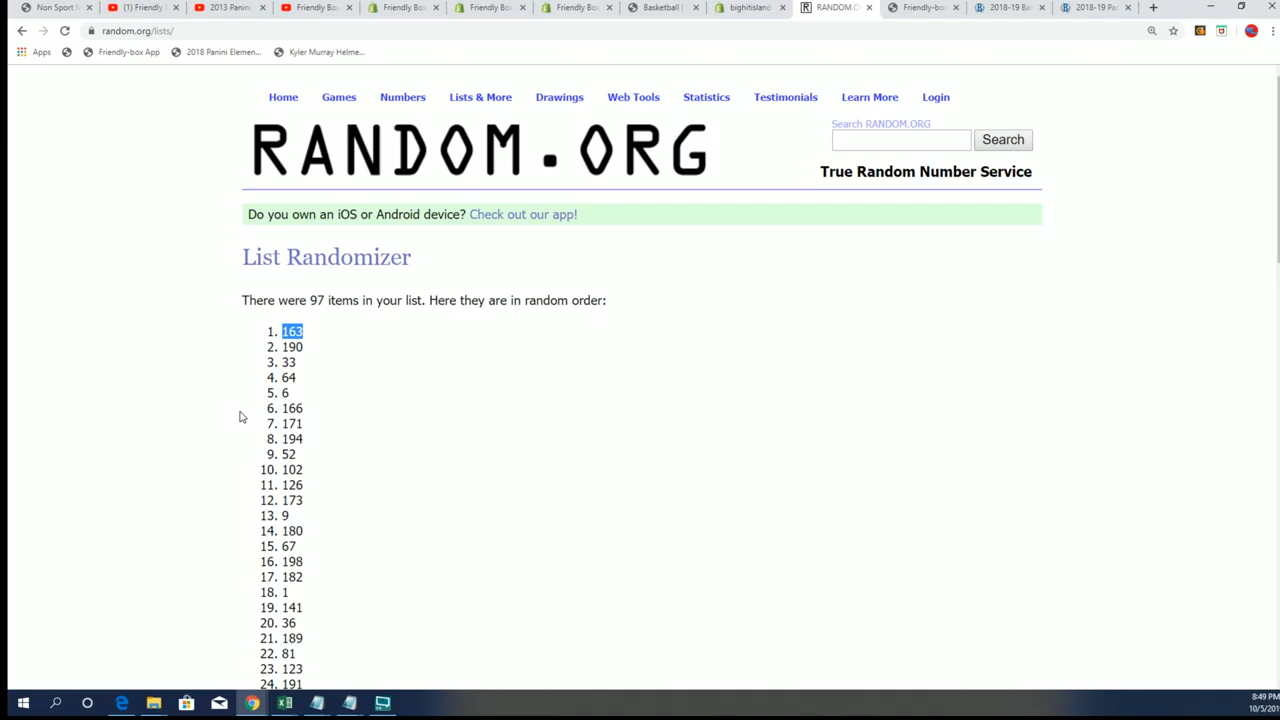 Non Sport M
(1) Friendly
2013 Panini
Friendly Bo
Friendly Box
Friendly Box
Friendly Box
Basketball |
bighitisland
RANDOM.O
Friendly-bo
2018-19 Ba
2018-19 Pa
random.org/lists/
Apps
Friendly-box App
2018 Panini Elemen...
Kyler Murray Helme...
Home
Games
Numbers
Lists & More
Drawings
Web Tools
Statistics
Testimonials
Learn More
Login
RANDOM.ORG
Search RANDOM.ORG
Search
True Random Number Service
Do you own an iOS or Android device? Check out our app!
List Randomizer
There were 97 items in your list. Here they are in random order:
1. 163
2. 190
3. 33
4. 64
5. 6
6. 166
7. 171
8. 194
9. 52
10. 102
11. 126
12. 173
13. 9
14. 180
15. 67
16. 198
17. 182
18. 1
19. 141
20. 36
21. 189
22. 81
23. 123
24. 191
8:49 PM
10/5/201